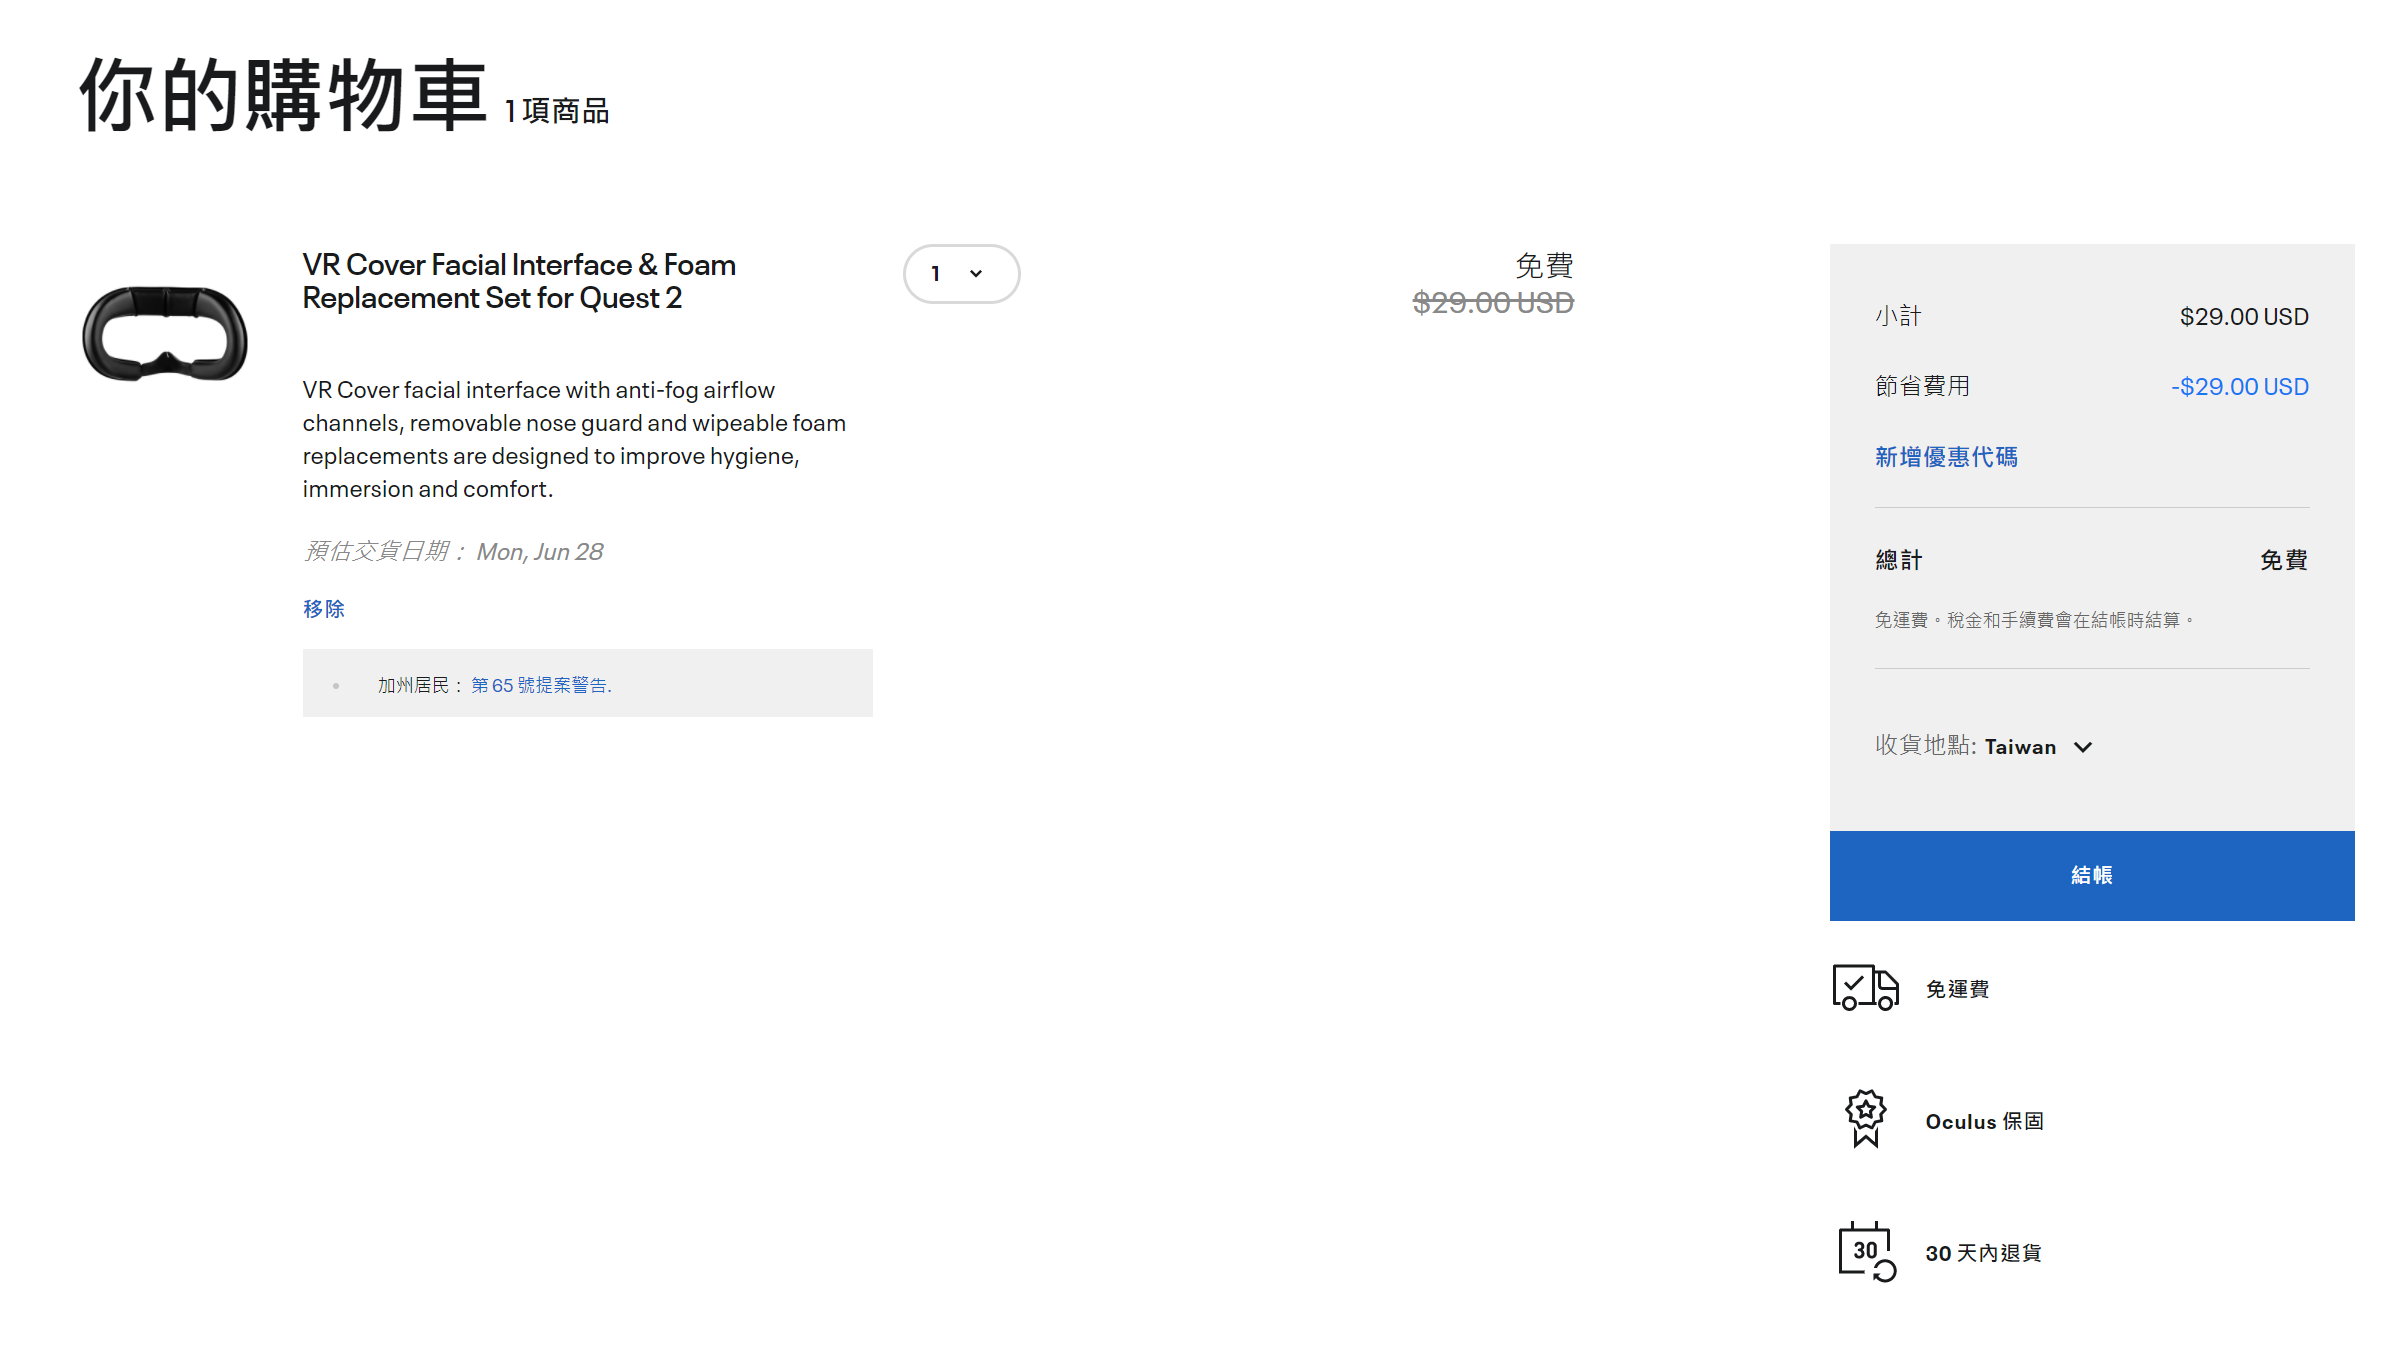 你的購物車 1 項商品
VR Cover Facial Interface & Foam
Replacement Set for Quest 2
1
免費
$29.00 USD
VR Cover facial interface with anti-fog airflow
channels, removable nose guard and wipeable foam
replacements are designed to improve hygiene,
immersion and comfort.
預估交貨日期： Mon, Jun 28
移除
加州居民： 第 65 號提案警告.
小計 $29.00 USD
節省費用 -$29.00 USD
新增優惠代碼
總計 免費
免運費。稅金和手續費會在結帳時結算。
收貨地點: Taiwan
結帳
免運費
Oculus 保固
30
30 天內退貨